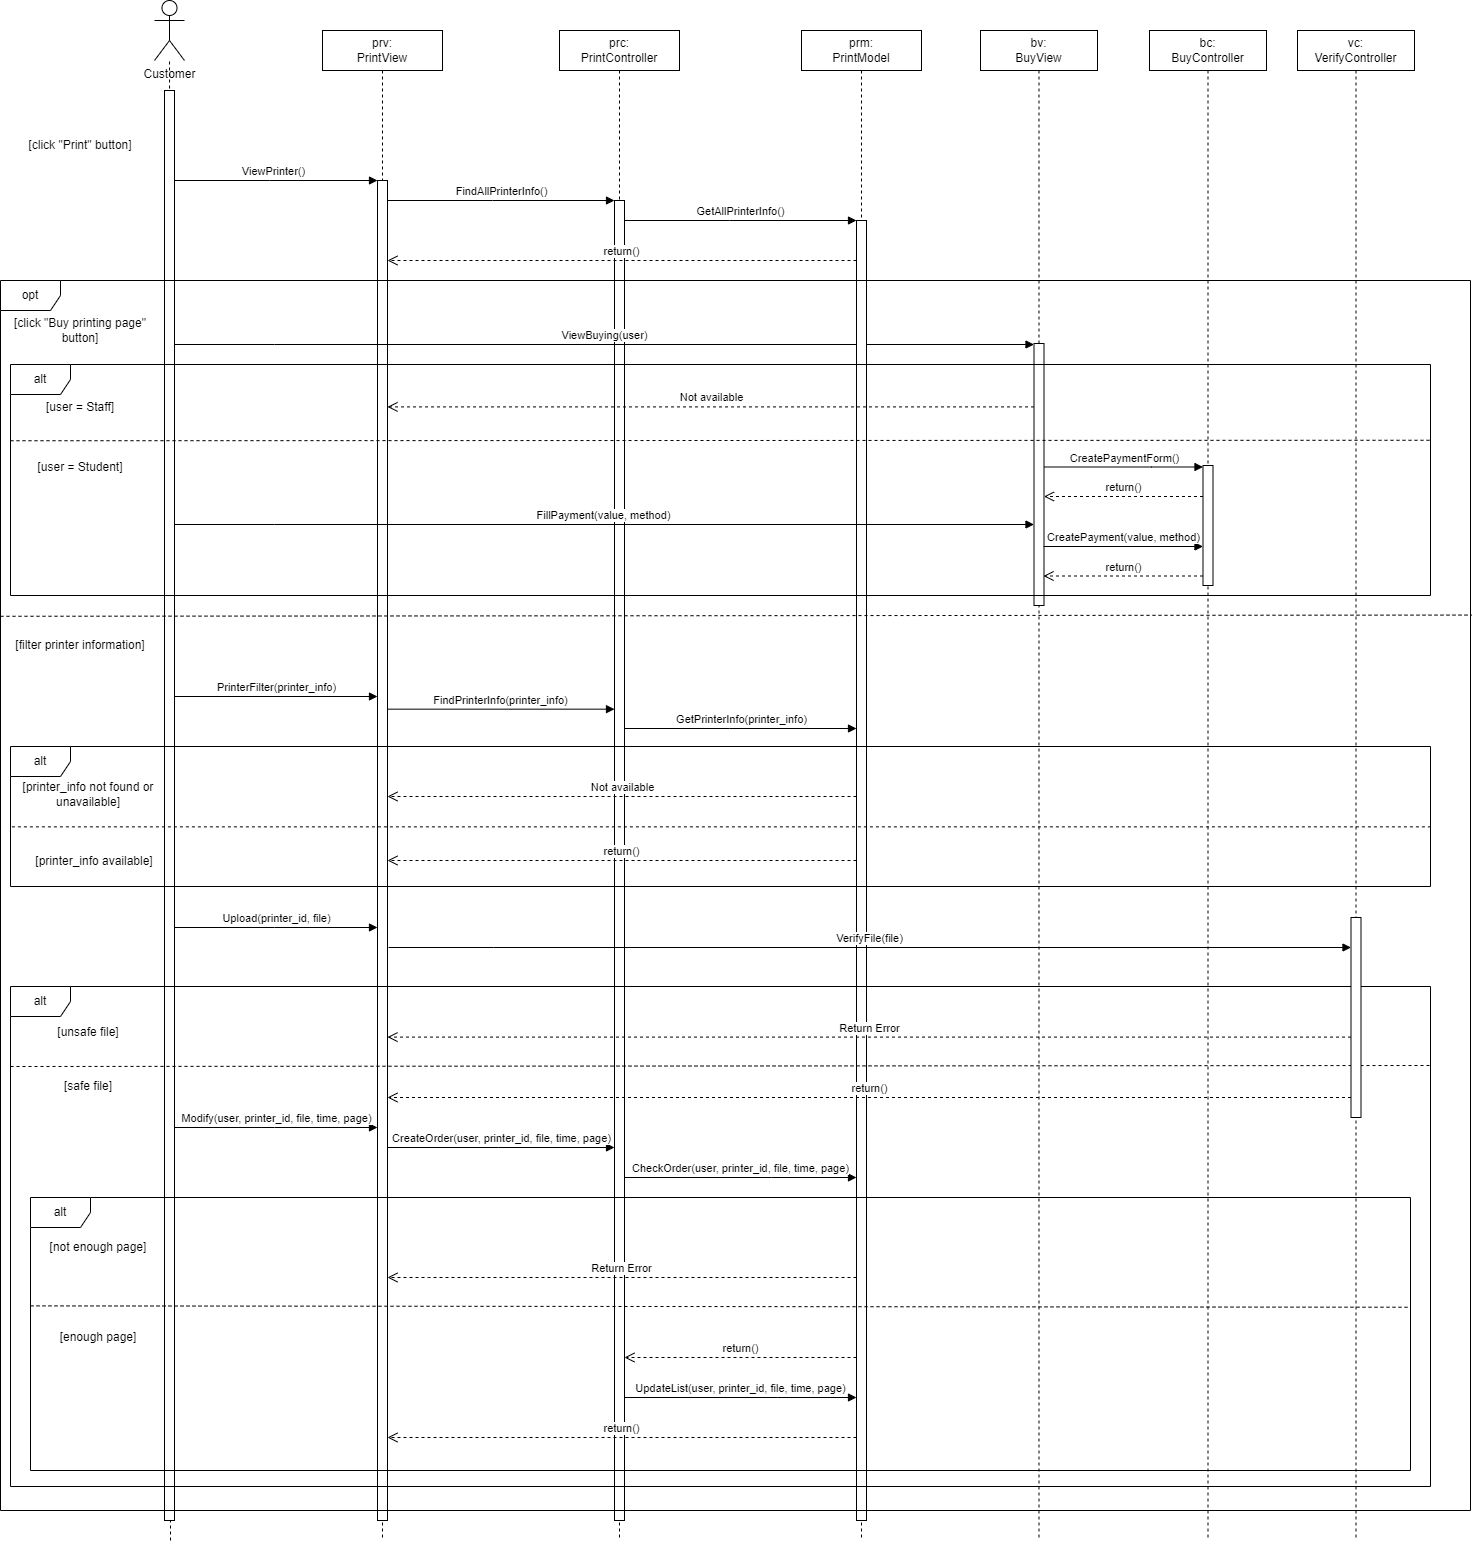 Customer
prv:
PrintView
prc:
PrintController
prm:
PrintModel
bv:
BuyView
bc:
BuyController
vc:
VerifyController
[click "Print" button]
ViewPrinter()
FindAllPrinterInfo()
GetAllPrinterInfo()
return()
opt
[click "Buy printing page"
button]
ViewBuying(user)
alt
[user = Staff]
Not available
[user = Student]
CreatePaymentForm()
return()
FillPayment(value, method)
CreatePayment(value, method)
return()
[filter printer information]
PrinterFilter(printer_info)
FindPrinterInfo(printer_info)
GetPrinterInfo(printer_info)
alt
[printer_info not found or
unavailable]
Not available
[printer_info available]
return()
Upload(printer_id, file)
VerifyFile(file)
alt
[unsafe file]
Return Error
[safe file]
return()
Modify(user, printer_id, file, time, page)
CreateOrder(user, printer_id, file, time, page)
CheckOrder(user, printer_id, file, time, page)
alt
[not enough page]
Return Error
[enough page]
return()
UpdateList(user, printer_id, file, time, page)
return()